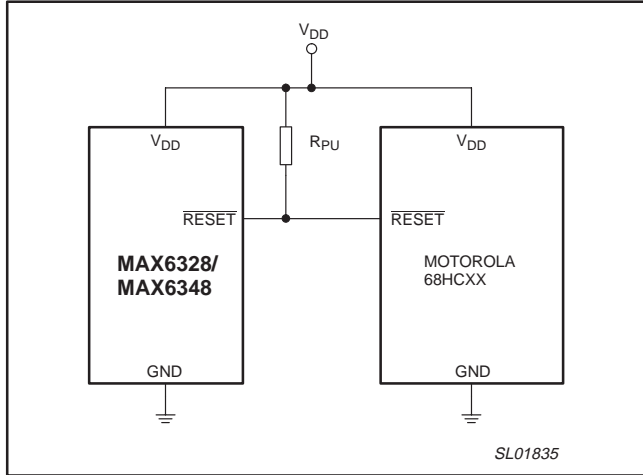 V_DD
V_DD
R_PU
V_DD
RESET
RESET
MAX6328/
MAX6348
MOTOROLA
68HCXX
GND
GND
SL01835